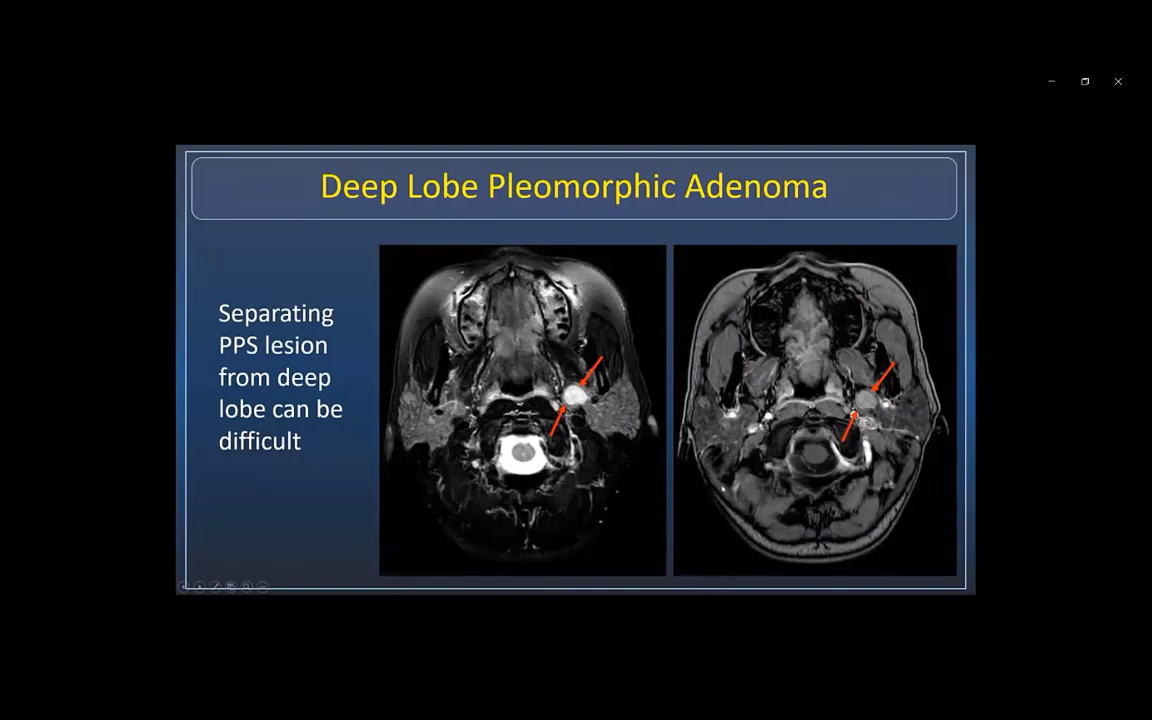 Deep Lobe Pleomorphic Adenoma
Separating
PPS lesion
from deep
lobe can be
difficult